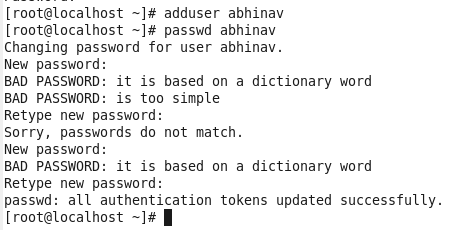 [root@localhost ~]# adduser abhinav
[root@localhost ~]# passwd abhinav
Changing password for user abhinav.
New password:
BAD PASSWORD: it is based on a dictionary word
BAD PASSWORD: is too simple
Retype new password:
Sorry, passwords do not match.
New password:
BAD PASSWORD: it is based on a dictionary word
Retype new password:
passwd: all authentication tokens updated successfully.
[root@localhost ~]#